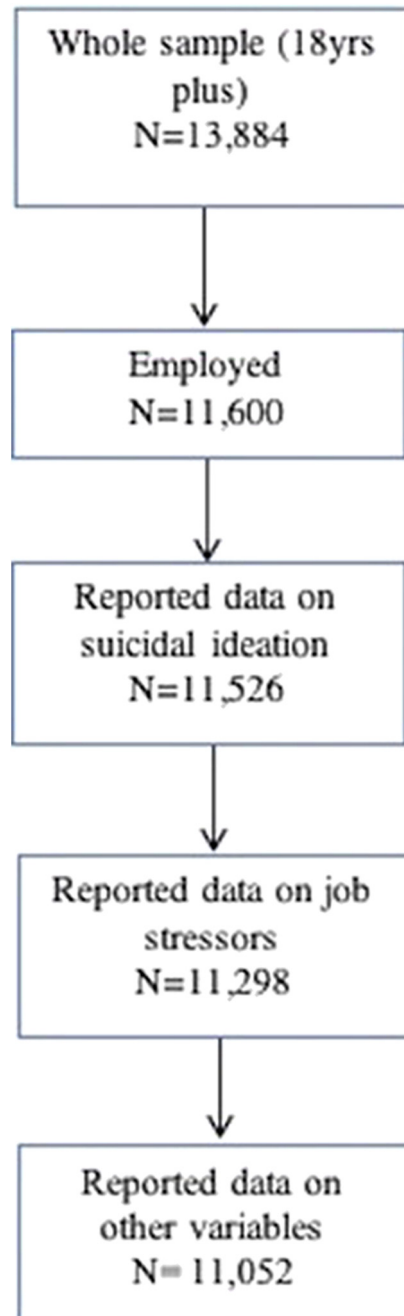 Whole sample (18yrs
plus)
N=13,884
Employed
N=11,600
Reported data on
suicidal ideation
N=11,526
Reported data on job
stressors
N=11,298
Reported data on
other variables
N= 11,052